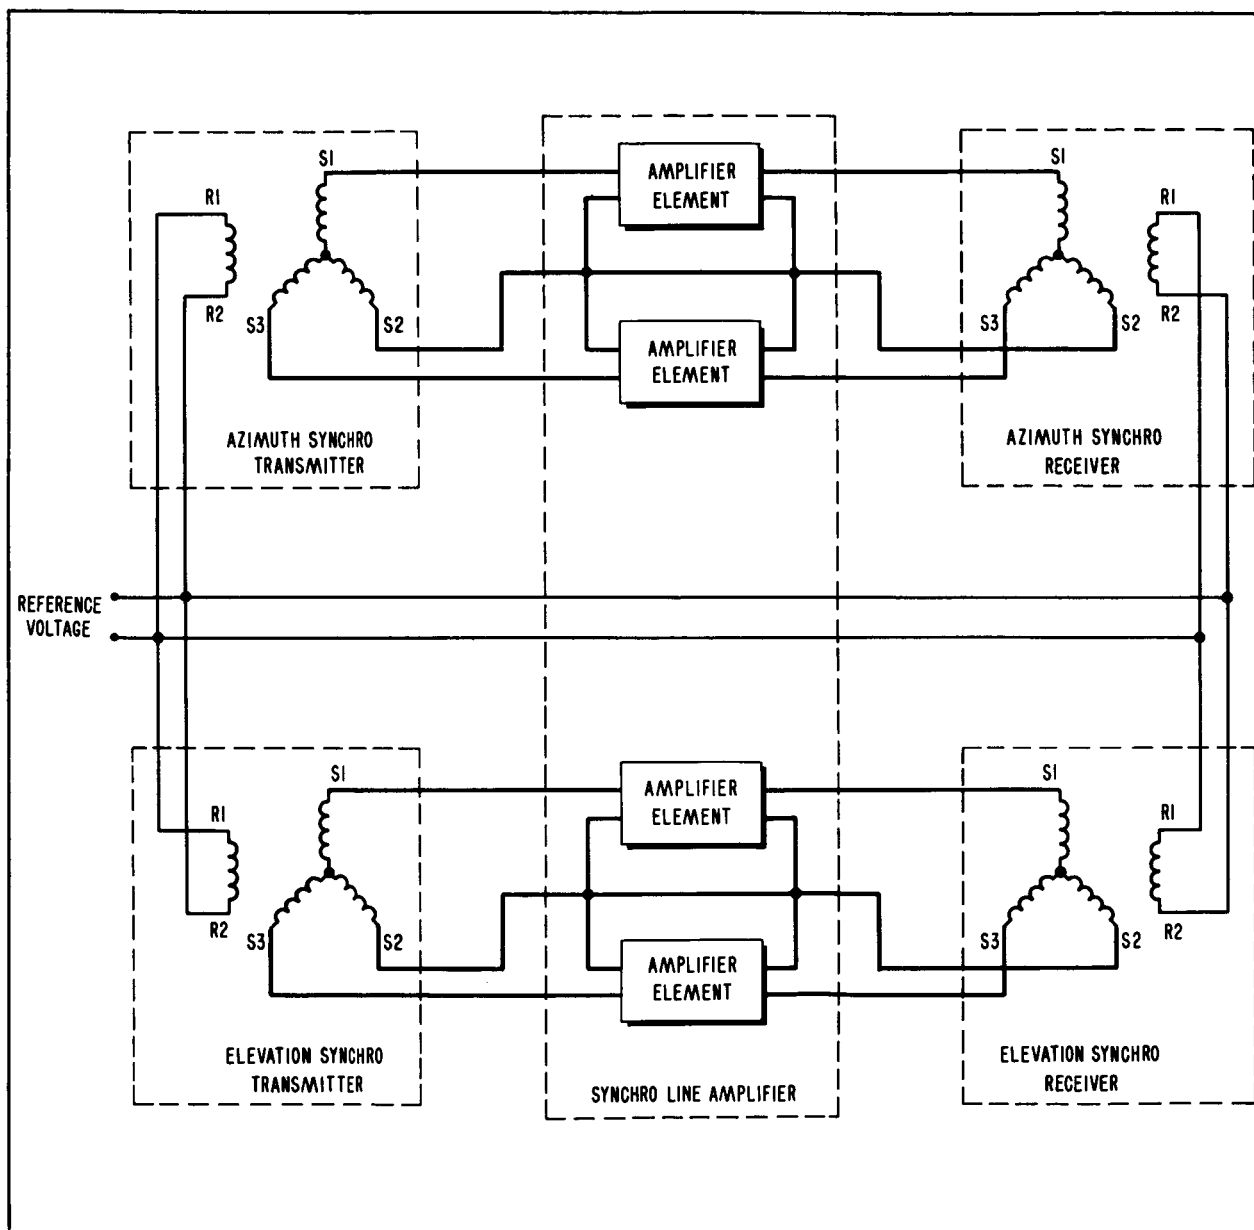 S1
AMPLIFIER
ELEMENT
S1
R1
R1
R2
S3
S2
S3
S2
R2
AMPLIFIER
ELEMENT
AZIMUTH SYNCHRO
TRANSMITTER
AZIMUTH SYNCHRO
RECEIVER
REFERENCE
VOLTAGE
S1
AMPLIFIER
ELEMENT
S1
R1
R1
R2
S3
S2
S3
S2
R2
AMPLIFIER
ELEMENT
ELEVATION SYNCHRO
TRANSMITTER
SYNCHRO LINE AMPLIFIER
ELEVATION SYNCHRO
RECEIVER